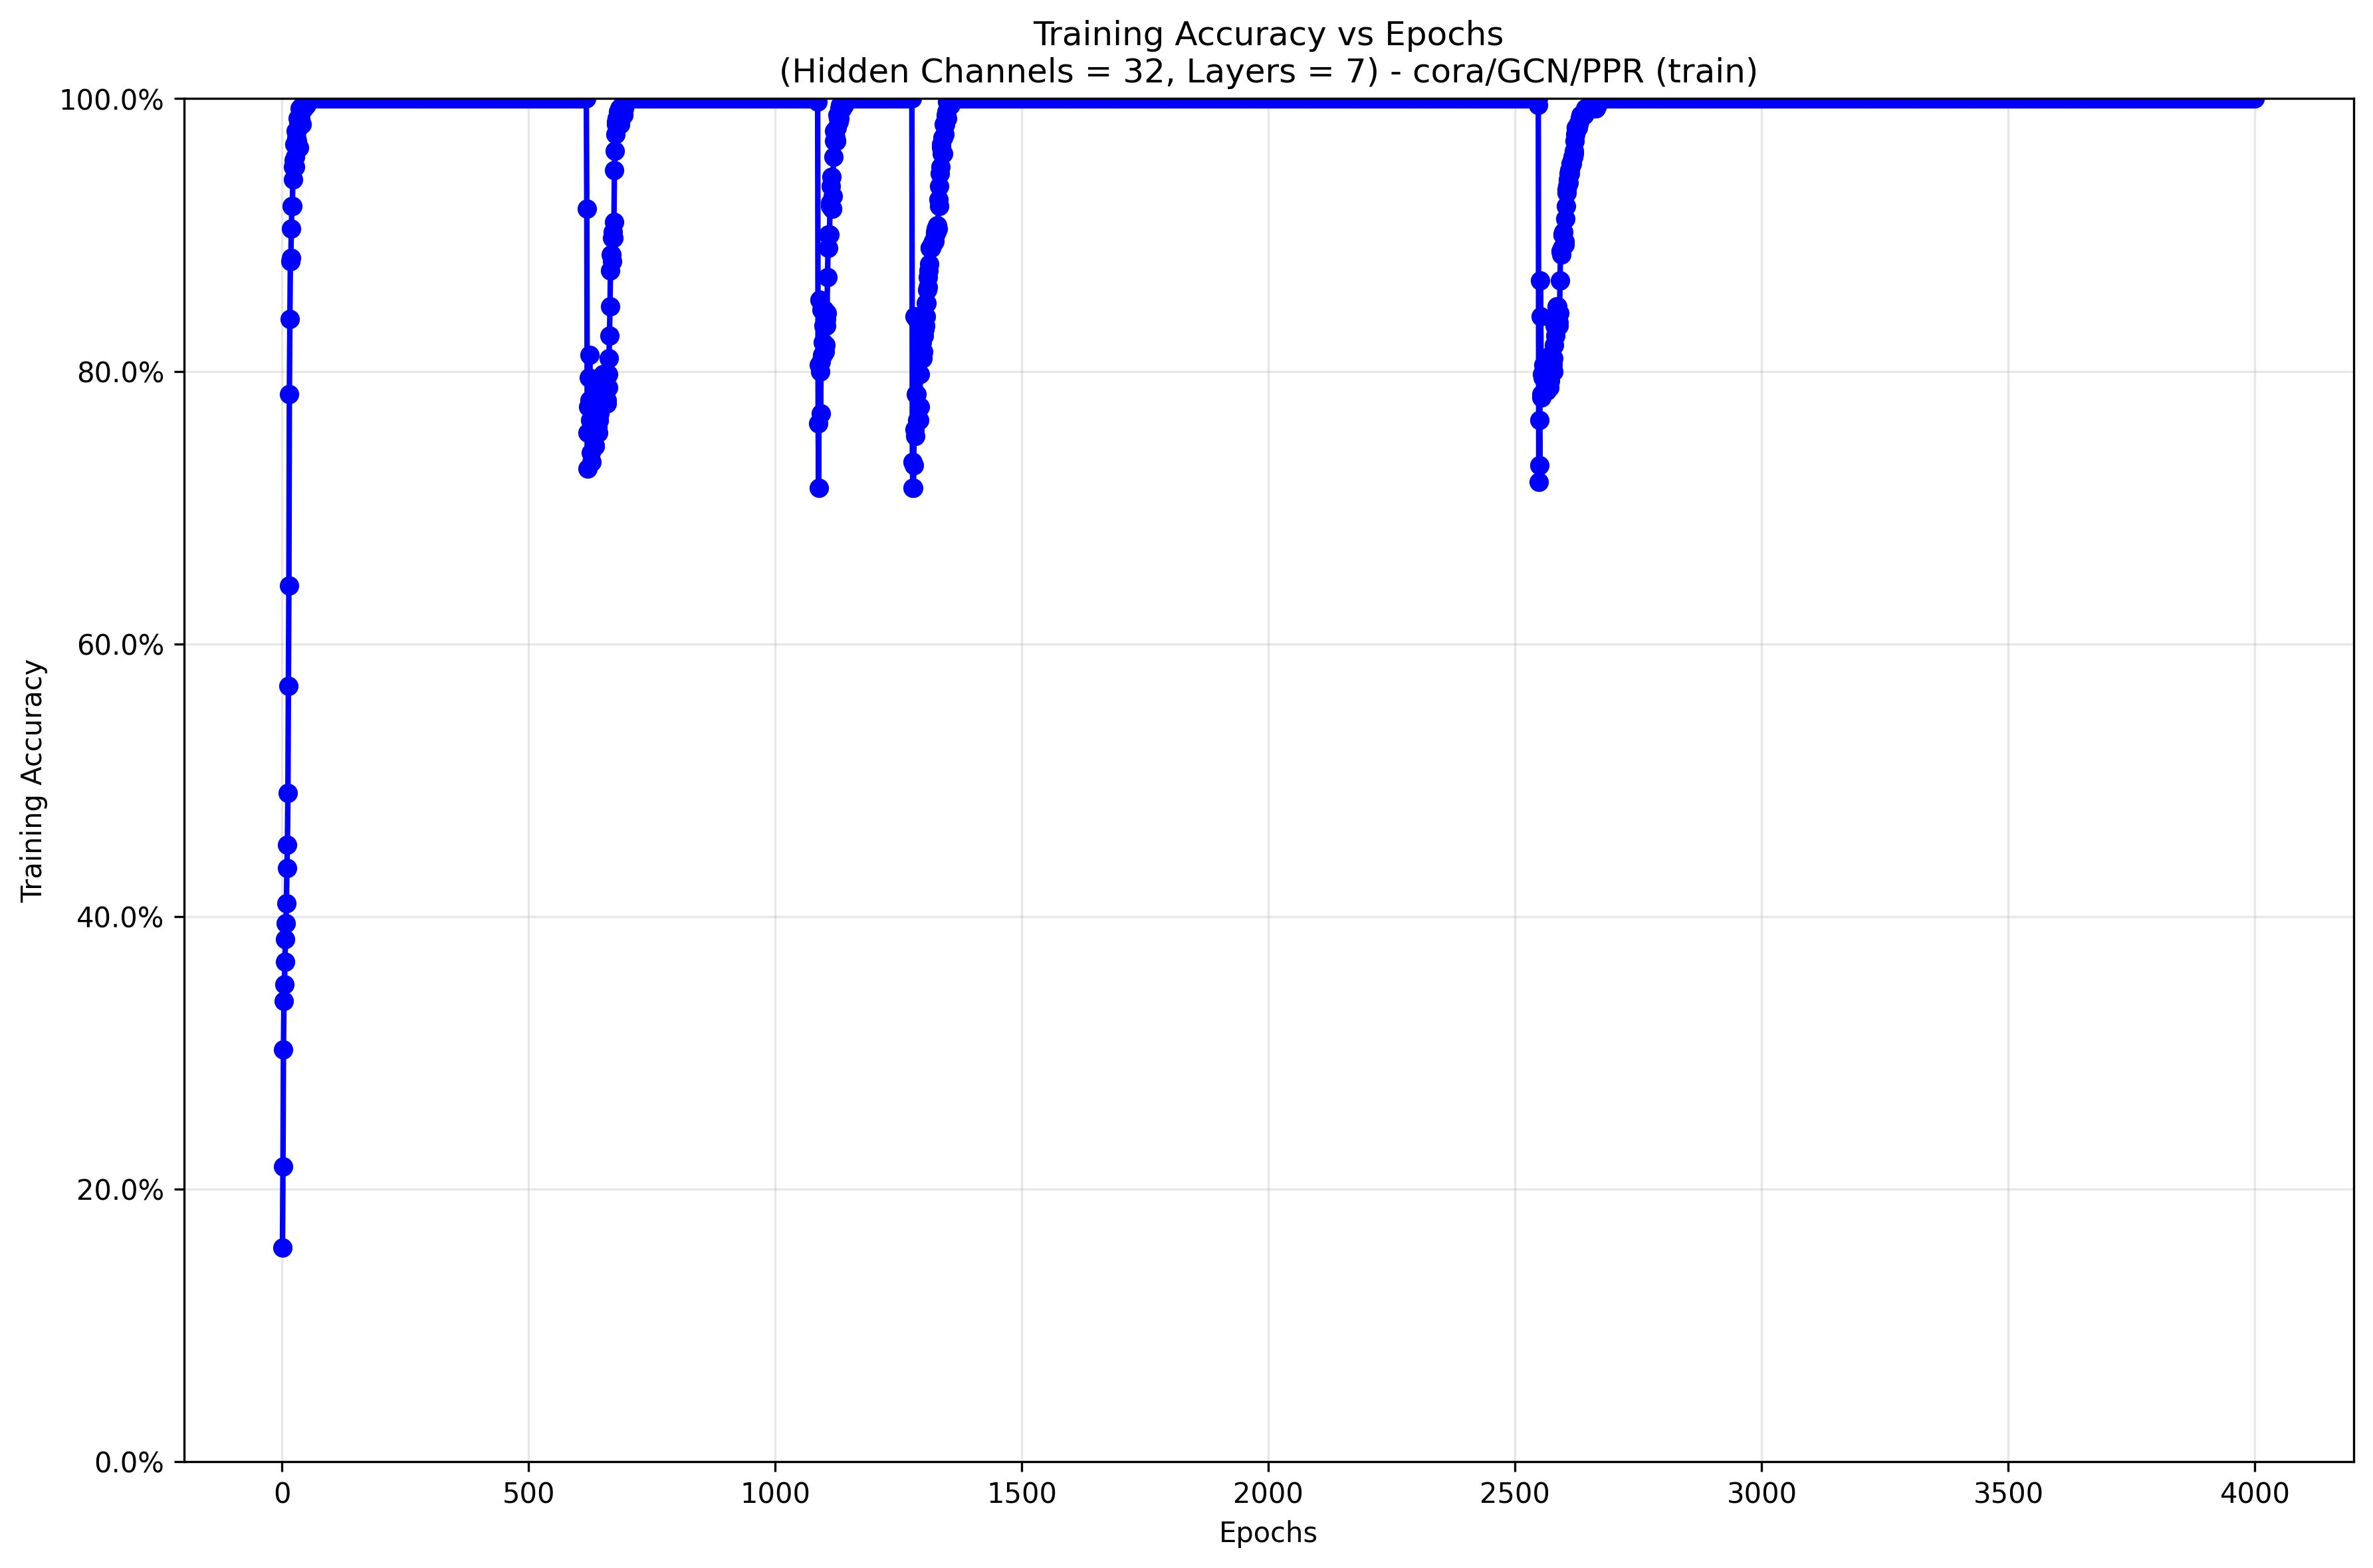 Training Accuracy vs Epochs
(Hidden Channels = 32, Layers = 7) - cora/GCN/PPR (train)
100.0%
80.0%
60.0%
40.0%
20.0%
0.0%
Training Accuracy
0 500 1000 1500 2000 2500 3000 3500 4000
Epochs